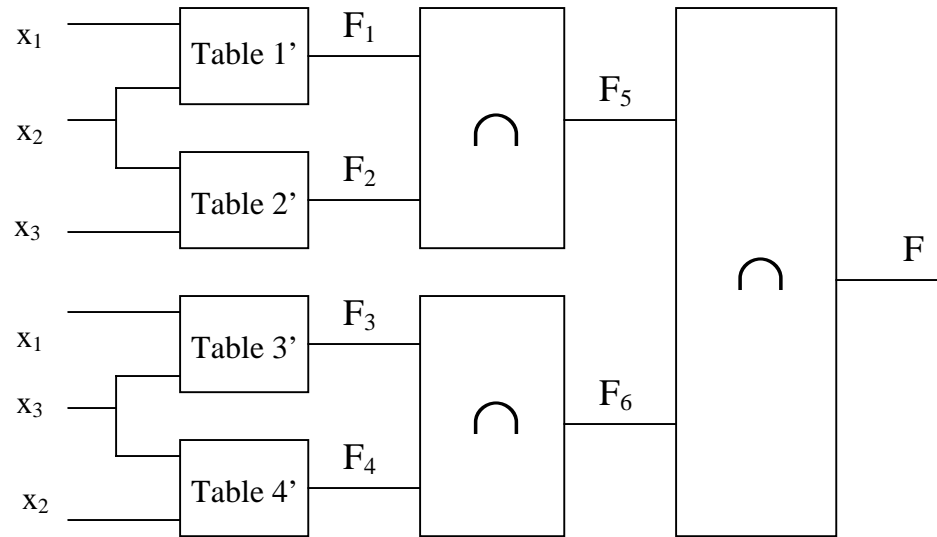 x₁
Table 1’
F₁
x₂
∩
F₅
Table 2’
F₂
x₃
∩
F
x₁
Table 3’
F₃
x₃
∩
F₆
Table 4’
F₄
x₂